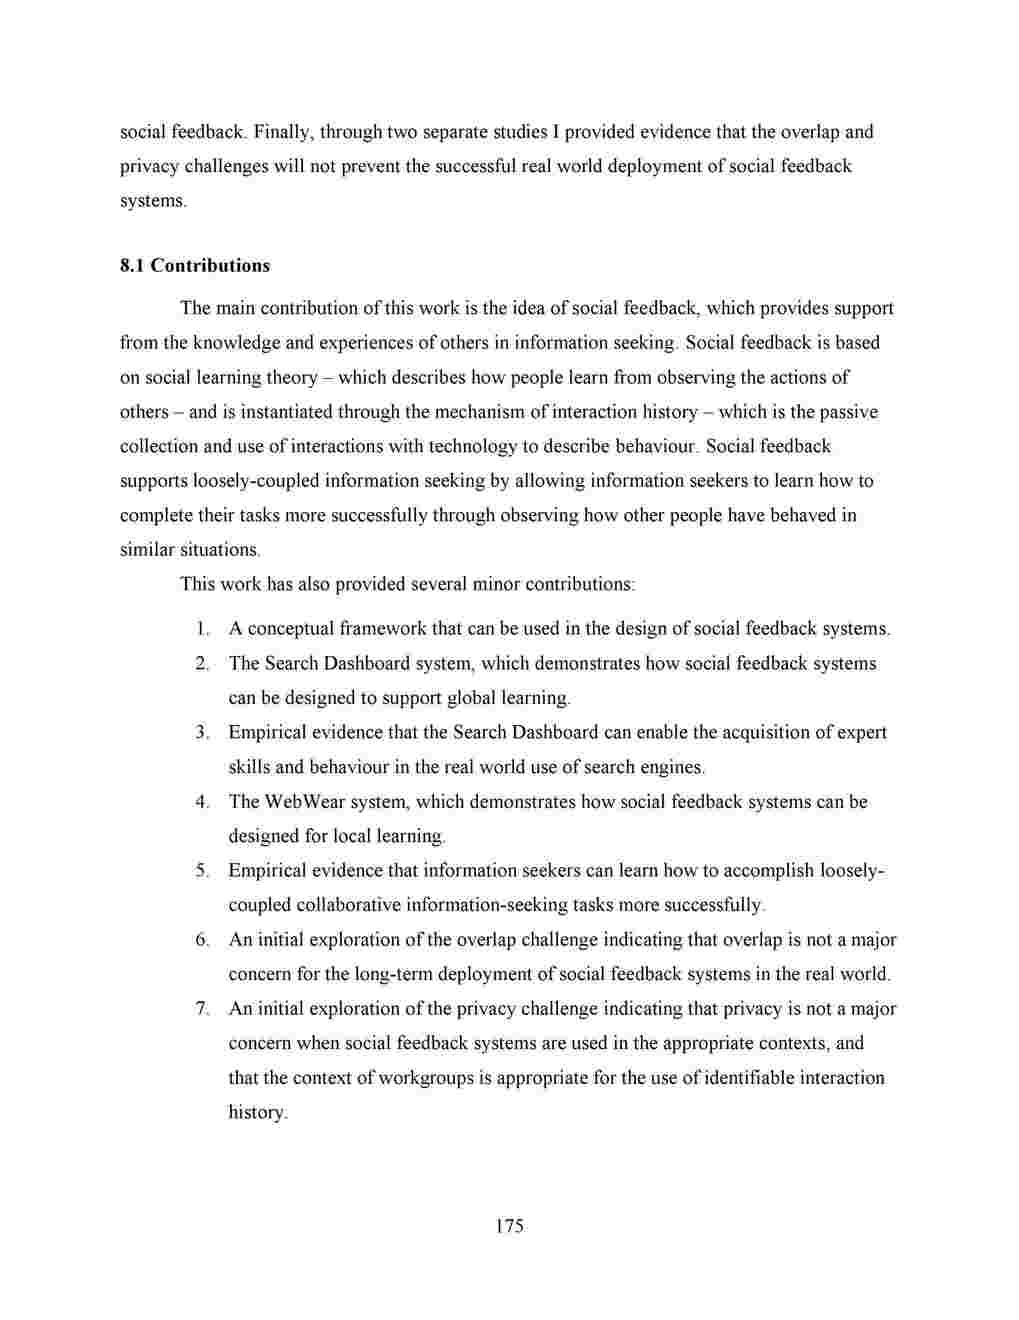 social feedback. Finally, through two separate studies I provided evidence that the overlap and
privacy challenges will not prevent the successful real world deployment of social feedback
systems.
8.1 Contributions
The main contribution of this work is the idea of social feedback, which provides support
from the knowledge and experiences of others in information seeking. Social feedback is based
on social learning theory – which describes how people learn from observing the actions of
others – and is instantiated through the mechanism of interaction history – which is the passive
collection and use of interactions with technology to describe behaviour. Social feedback
supports loosely-coupled information seeking by allowing information seekers to learn how to
complete their tasks more successfully through observing how other people have behaved in
similar situations.
This work has also provided several minor contributions:
1. A conceptual framework that can be used in the design of social feedback systems.
2. The Search Dashboard system, which demonstrates how social feedback systems
can be designed to support global learning.
3. Empirical evidence that the Search Dashboard can enable the acquisition of expert
skills and behaviour in the real world use of search engines.
4. The WebWear system, which demonstrates how social feedback systems can be
designed for local learning.
5. Empirical evidence that information seekers can learn how to accomplish loosely-
coupled collaborative information-seeking tasks more successfully.
6. An initial exploration of the overlap challenge indicating that overlap is not a major
concern for the long-term deployment of social feedback systems in the real world.
7. An initial exploration of the privacy challenge indicating that privacy is not a major
concern when social feedback systems are used in the appropriate contexts, and
that the context of workgroups is appropriate for the use of identifiable interaction
history.
175